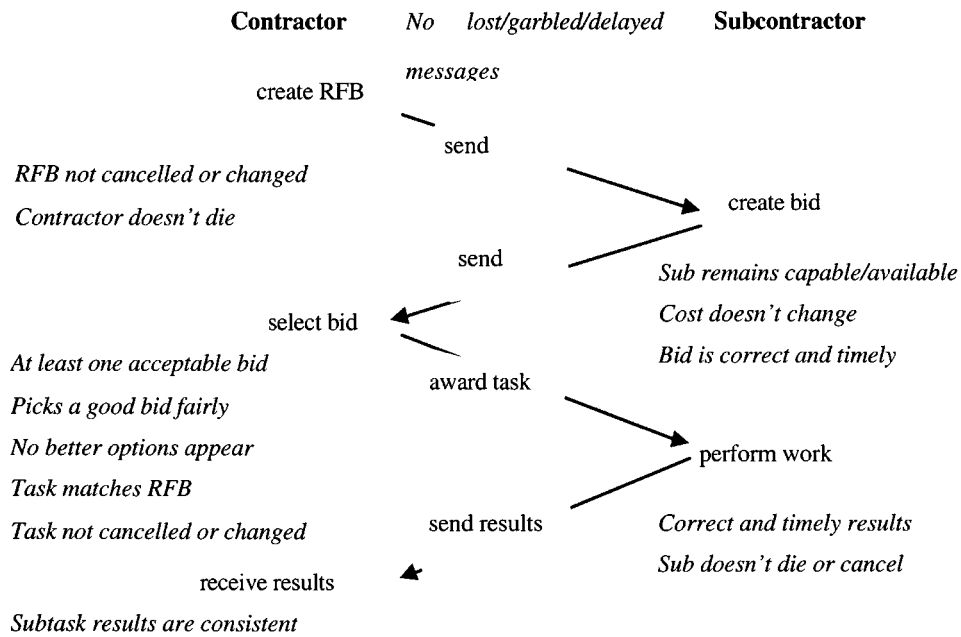 Contractor No lost/garbled/delayed Subcontractor
messages
create RFB
send
RFB not cancelled or changed
create bid
Contractor doesn't die
send
Sub remains capable/available
Cost doesn't change
select bid
Bid is correct and timely
At least one acceptable bid
award task
Picks a good bid fairly
No better options appear
perform work
Task matches RFB
send results
Correct and timely results
Task not cancelled or changed
Sub doesn't die or cancel
receive results
Subtask results are consistent